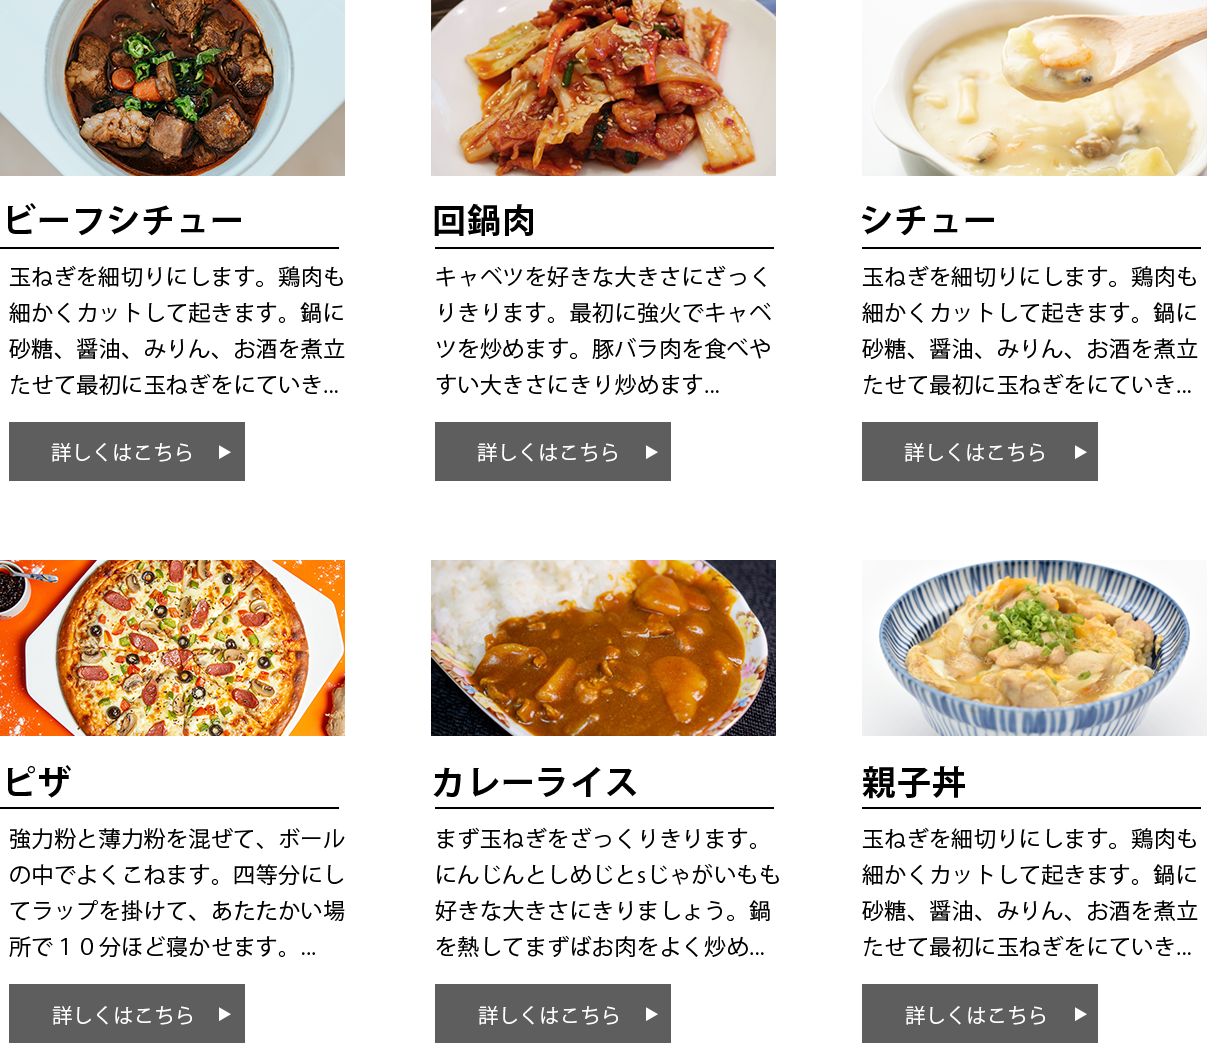 ビーフシチュー
玉ねぎを細切りにします。鶏肉も
細かくカットして起きます。鍋に
砂糖、醤油、みりん、お酒を煮立
たせて最初に玉ねぎをにていき...
詳しくはこちら ▶
回鍋肉
キャベツを好きな大きさにざっく
りきります。最初に強火でキャベ
ツを炒めます。豚バラ肉を食べや
すい大きさにきり炒めます...
詳しくはこちら ▶
シチュー
玉ねぎを細切りにします。鶏肉も
細かくカットして起きます。鍋に
砂糖、醤油、みりん、お酒を煮立
たせて最初に玉ねぎをにていき...
詳しくはこちら ▶
ピザ
強力粉と薄力粉を混ぜて、ボール
の中でよくこねます。四等分にし
てラップを掛けて、あたたかい場
所で１０分ほど寝かせます。...
詳しくはこちら ▶
カレーライス
まず玉ねぎをざっくりきります。
にんじんとしめじとsじゃがいもも
好きな大きさにきりましょう。鍋
を熱してまずばお肉をよく炒め...
詳しくはこちら ▶
親子丼
玉ねぎを細切りにします。鶏肉も
細かくカットして起きます。鍋に
砂糖、醤油、みりん、お酒を煮立
たせて最初に玉ねぎをにていき...
詳しくはこちら ▶